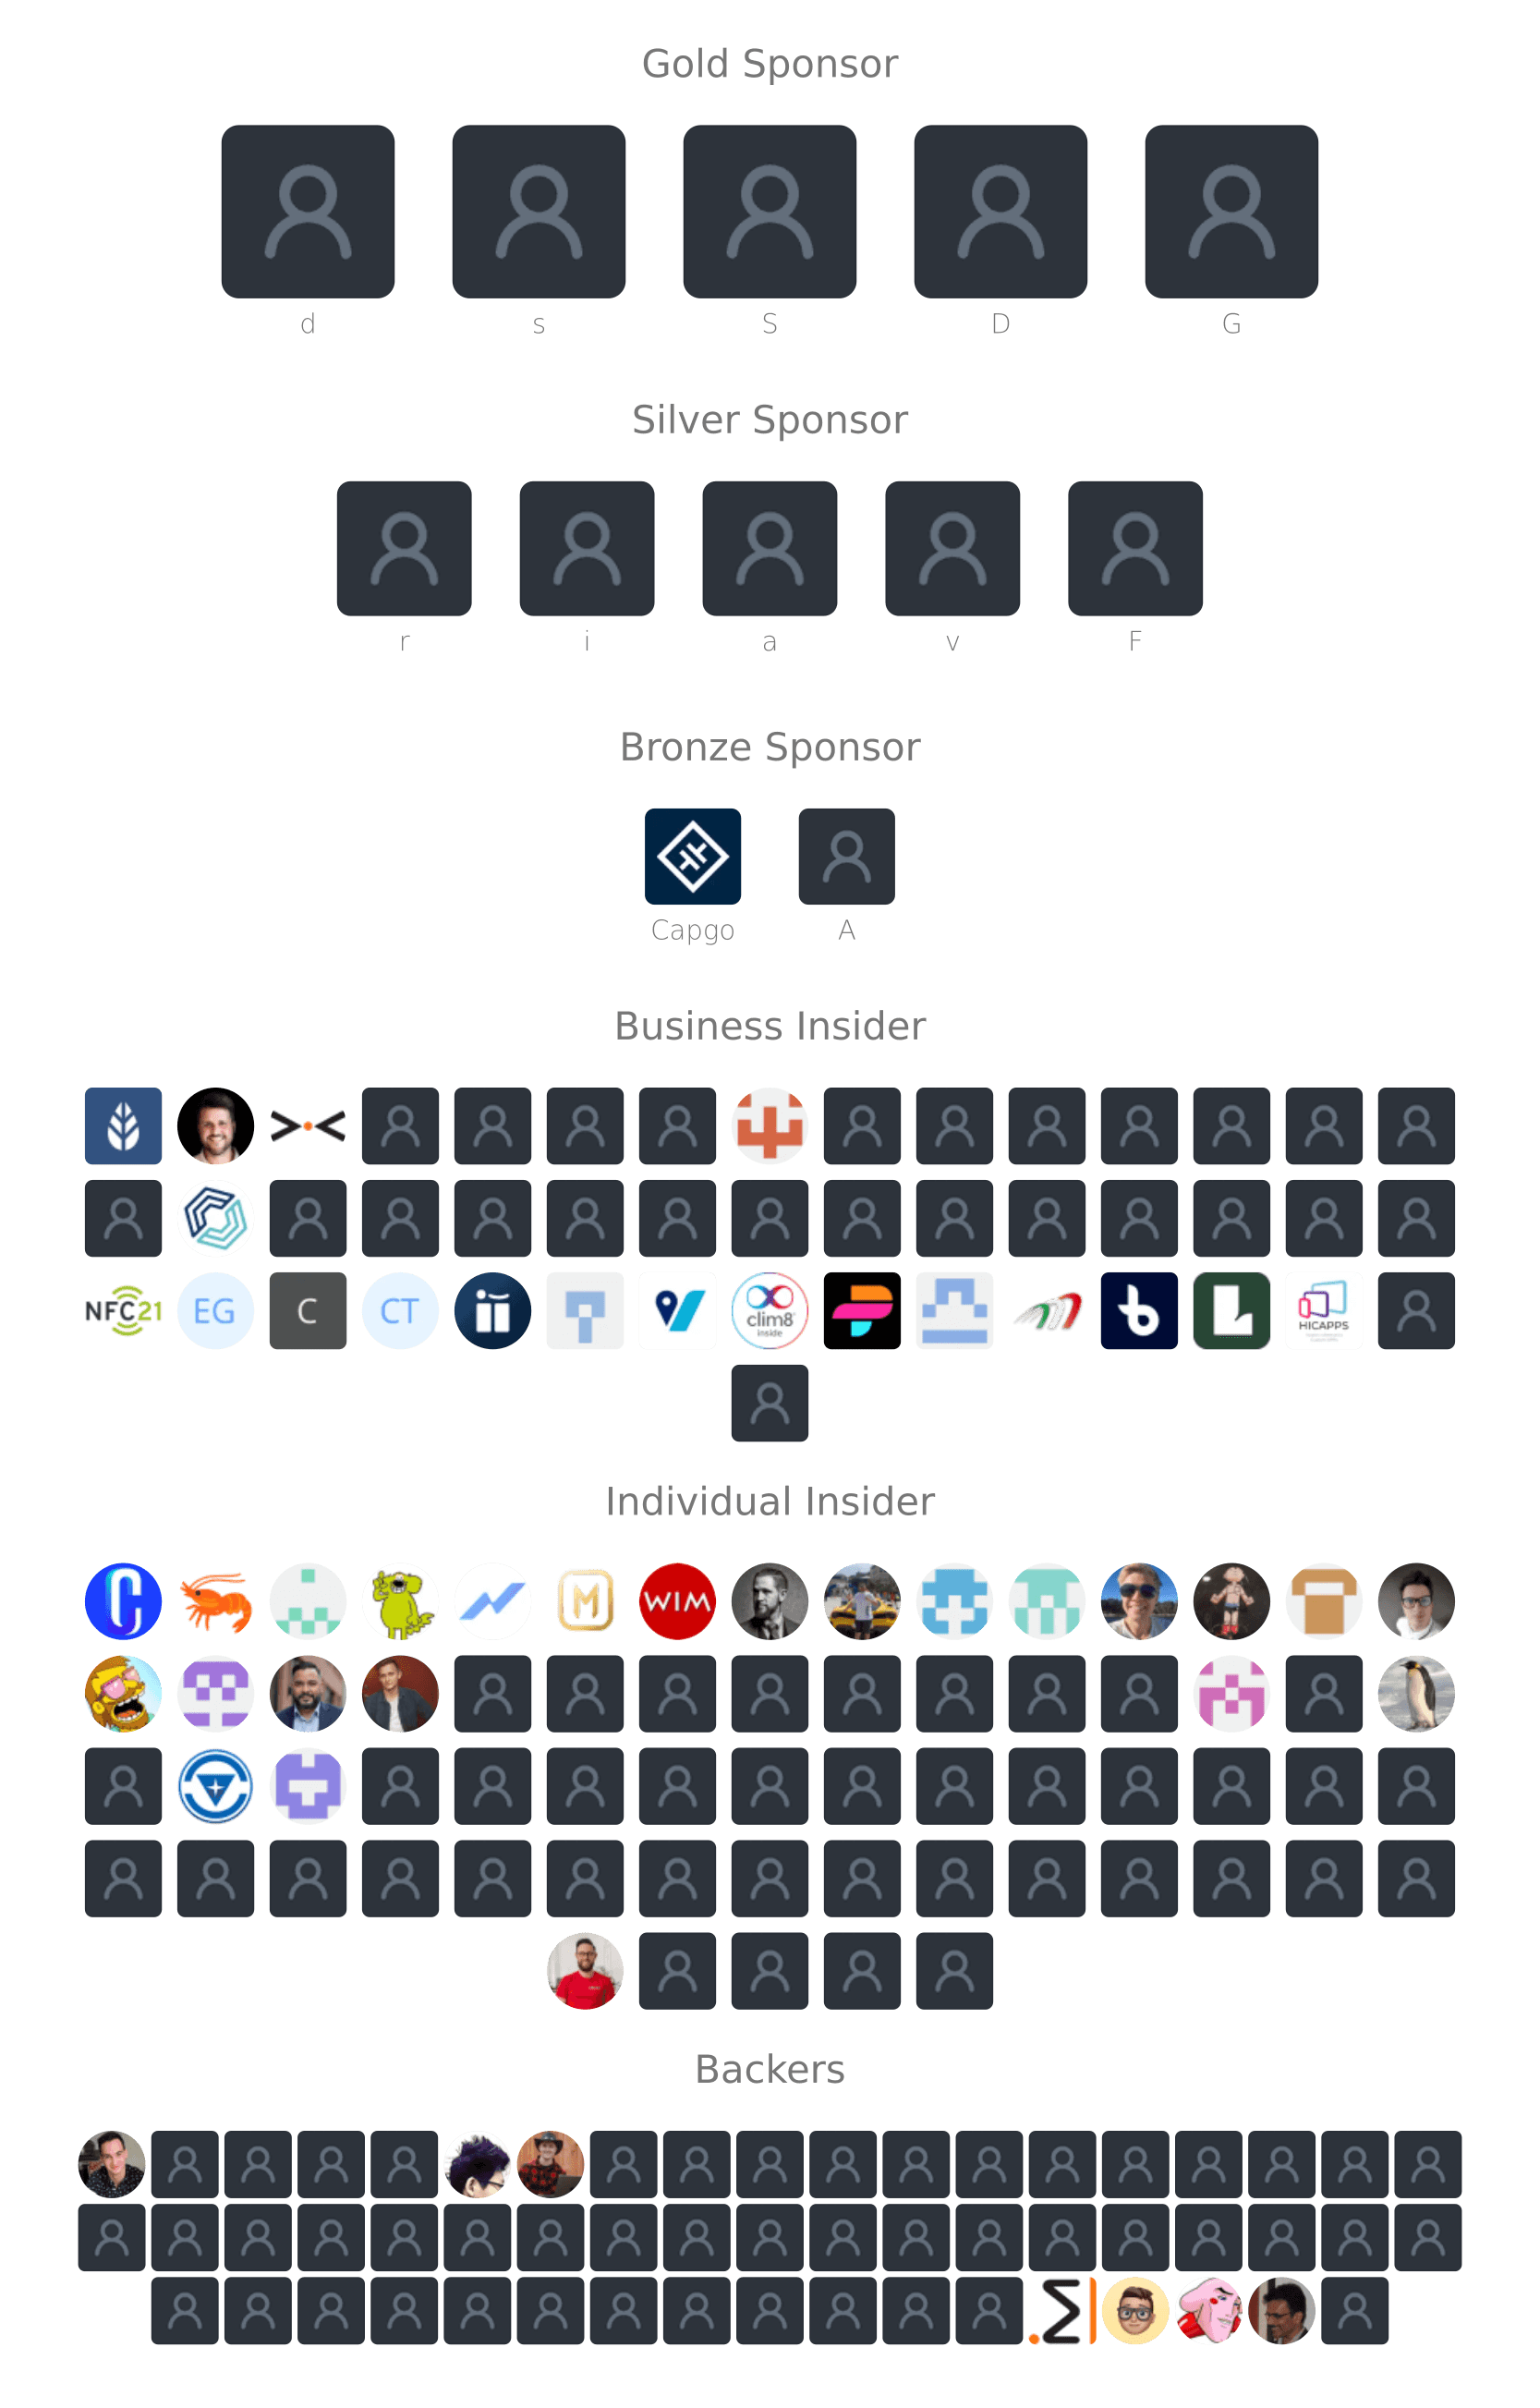 Gold Sponsor
d s S D G
Silver Sponsor
r i a v F
Bronze Sponsor
Capgo A
Business Insider
NFC21 EG C CT clim8 inside HICAPPS
Individual Insider
C M WIM
Backers